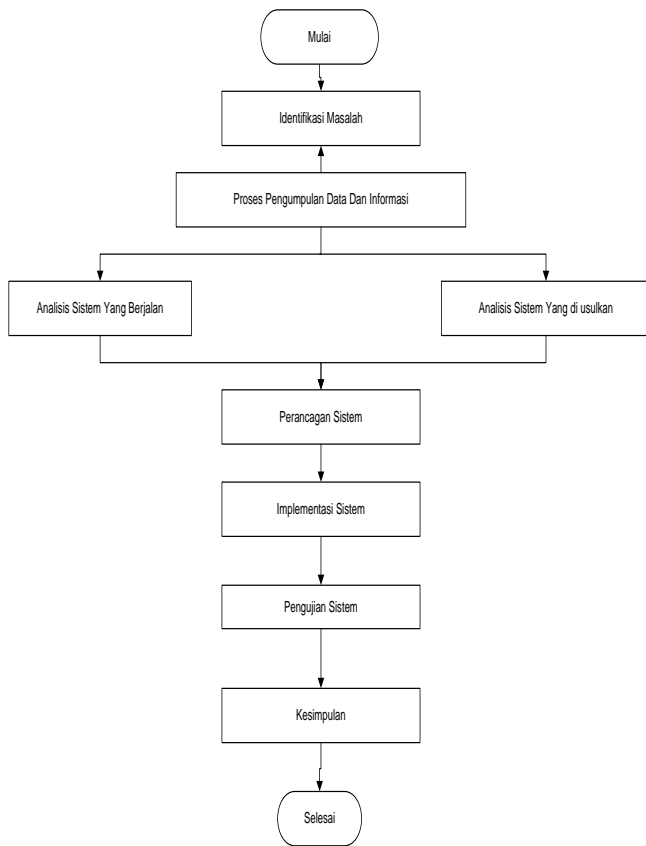 Mulai
Identifikasi Masalah
Proses Pengumpulan Data Dan Informasi
Analisis Sistem Yang Berjalan
Analisis Sistem Yang di usulkan
Perancagan Sistem
Implementasi Sistem
Pengujian Sistem
Kesimpulan
Selesai